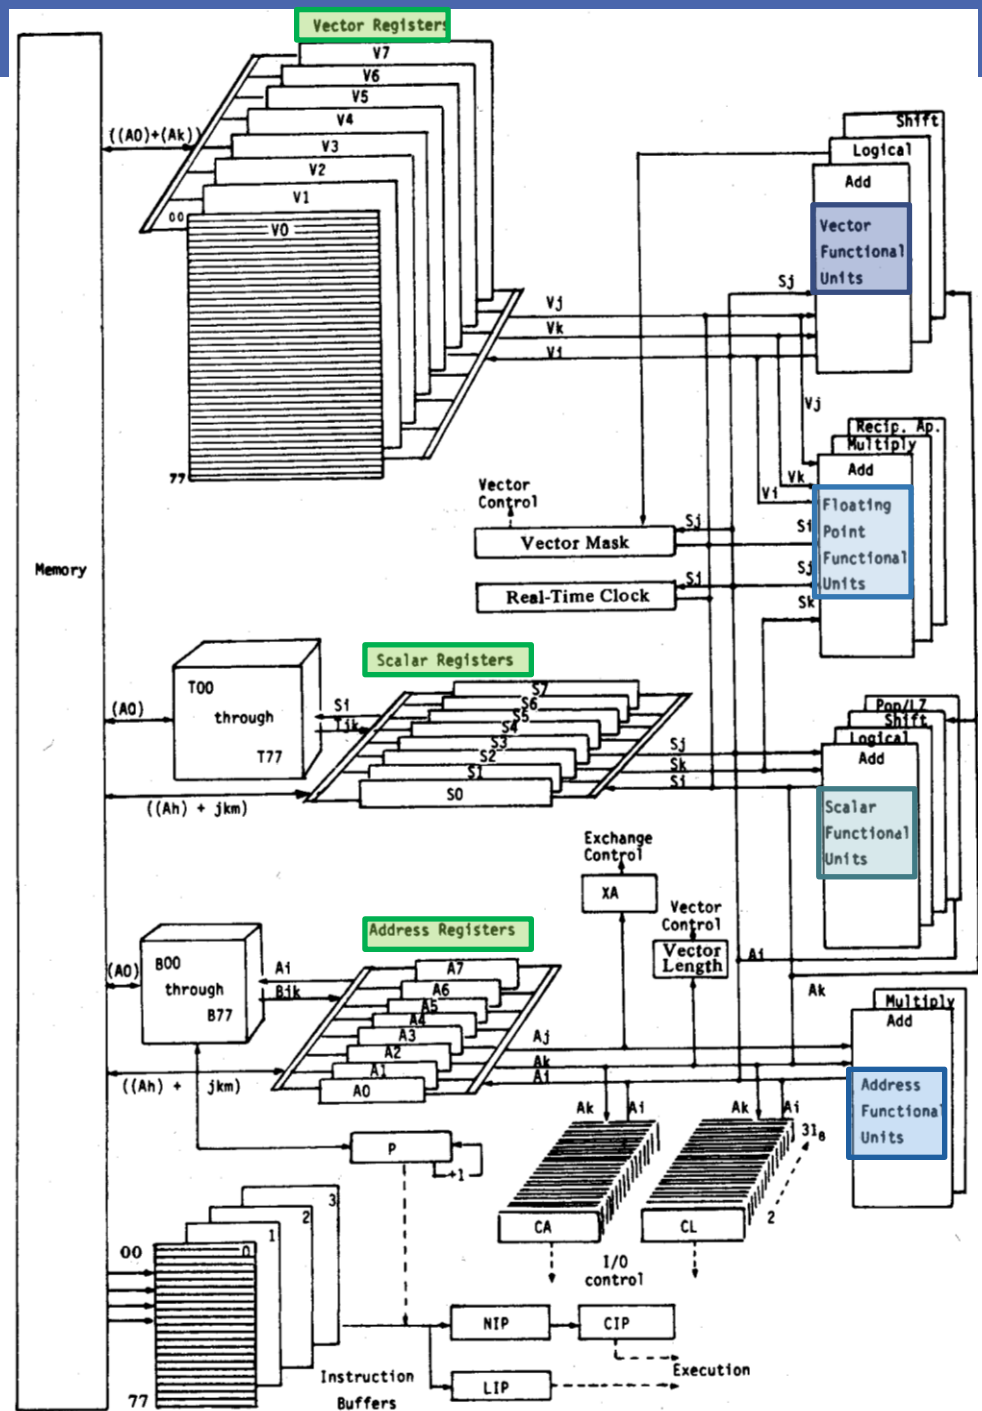 Vector Registers
V7
V6
V5
V4
V3
V2
V1
V0
00
77
((A0)+(Ak))
Shift
Logical
Add
Vector
Functional
Units
Sj
Vj
Vk
Vi
Vj
Recip. Ap.
Multiply
Add
Vk
Vi
Floating
Point
Functional
Units
Si
Sj
Sk
Vector
Control
Sj
Vector Mask
Si
Real-Time Clock
Memory
Scalar Registers
T00
through
T77
(A0)
Si
Tjk
S7
S6
S5
S4
S3
S2
S1
S0
((Ah) + jkm)
Sj
Sk
Si
Pop/LZ
Shift
Logical
Add
Scalar
Functional
Units
Exchange
Control
XA
Vector
Control
Vector
Length
Ai
Ak
Address Registers
B00
through
B77
(A0)
Ai
Bjk
A7
A6
A5
A4
A3
A2
A1
A0
((Ah) + jkm)
Aj
Ak
Ai
Multiply
Add
Address
Functional
Units
Ak
Ai
Ak
Ai
31₈
2
CA
CL
I/O
control
P
+1
3
2
1
0
00
77
Instruction
Buffers
NIP
CIP
LIP
Execution